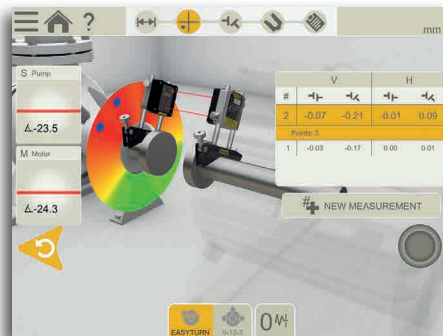 ?
mm
S Pump
∡-23.5
M Motor
∡-24.3
V H
#
2 -0.07 -0.21 -0.01 0.09
Points: 3
1 -0.03 -0.17 0.00 0.01
# NEW MEASUREMENT
EASYTURN 9-12-3
0